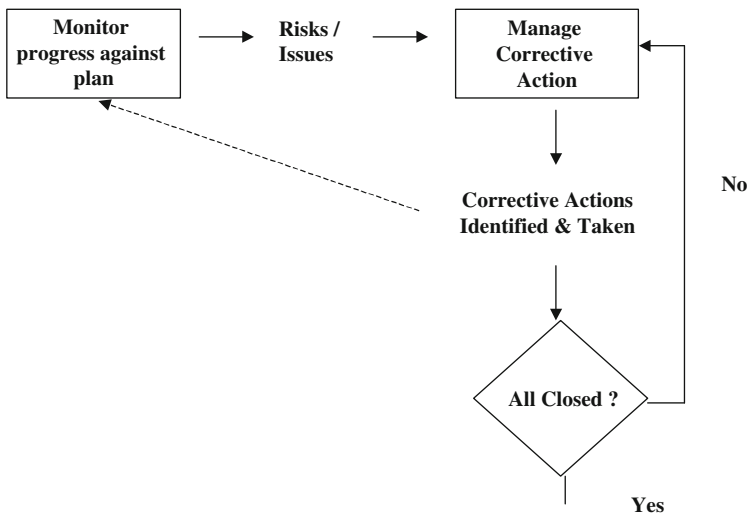 Monitor
progress against
plan
Risks /
Issues
Manage
Corrective
Action
No
Corrective Actions
Identified & Taken
All Closed ?
Yes